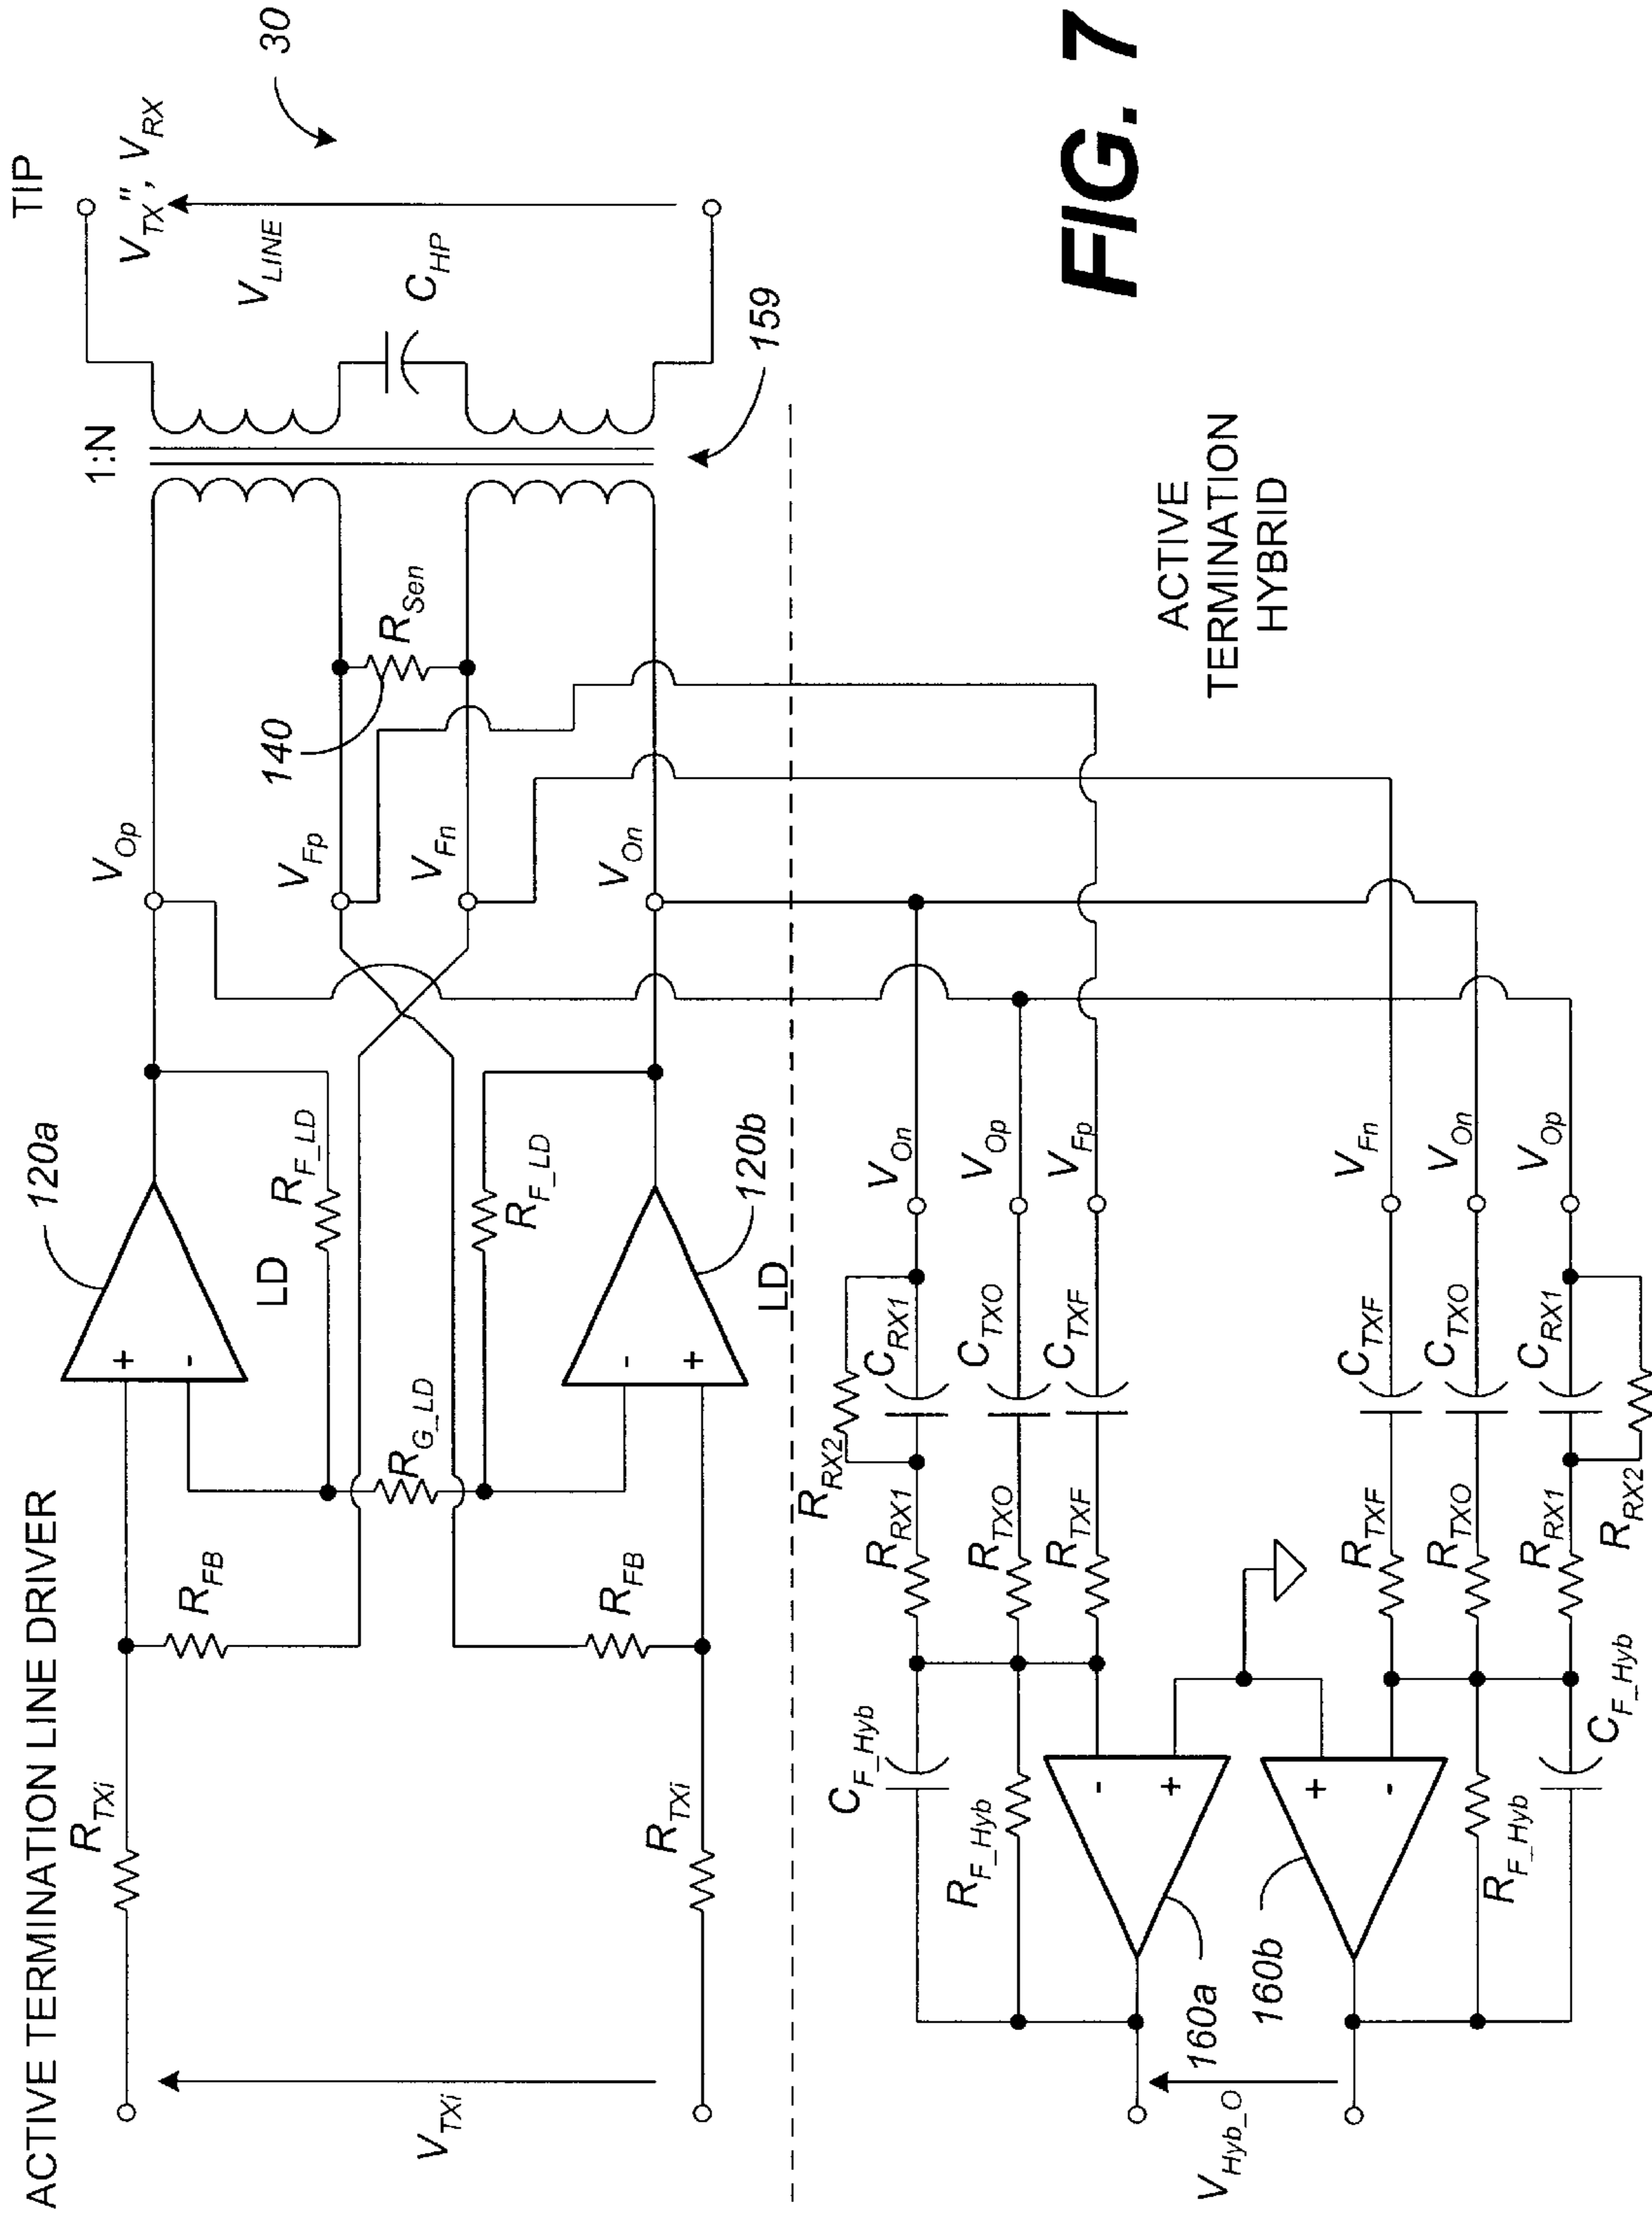 ACTIVE TERMINATION LINE DRIVER
120a
TIP
V_TX'', V_RX
30
R_TXi
R_FB
+
-
LD
R_F_LD
V_Op
1:N
V_LINE
C_HP
V_TXi
R_G_LD
V_Fp
140
R_Sen
V_Fn
R_FB
R_F_LD
V_On
R_TXi
-
+
120b
LD
159
R_RX2
C_F_Hyb
R_RX1
C_RX1
V_On
R_F_Hyb
R_TXO
C_TXO
V_Op
R_TXF
C_TXF
V_Fp
-
+
160a
V_Hyb_O
160b
+
-
R_TXF
C_TXF
V_Fn
R_F_Hyb
R_TXO
C_TXO
V_On
C_F_Hyb
R_RX1
C_RX1
V_Op
R_RX2
ACTIVE
TERMINATION
HYBRID
FIG. 7